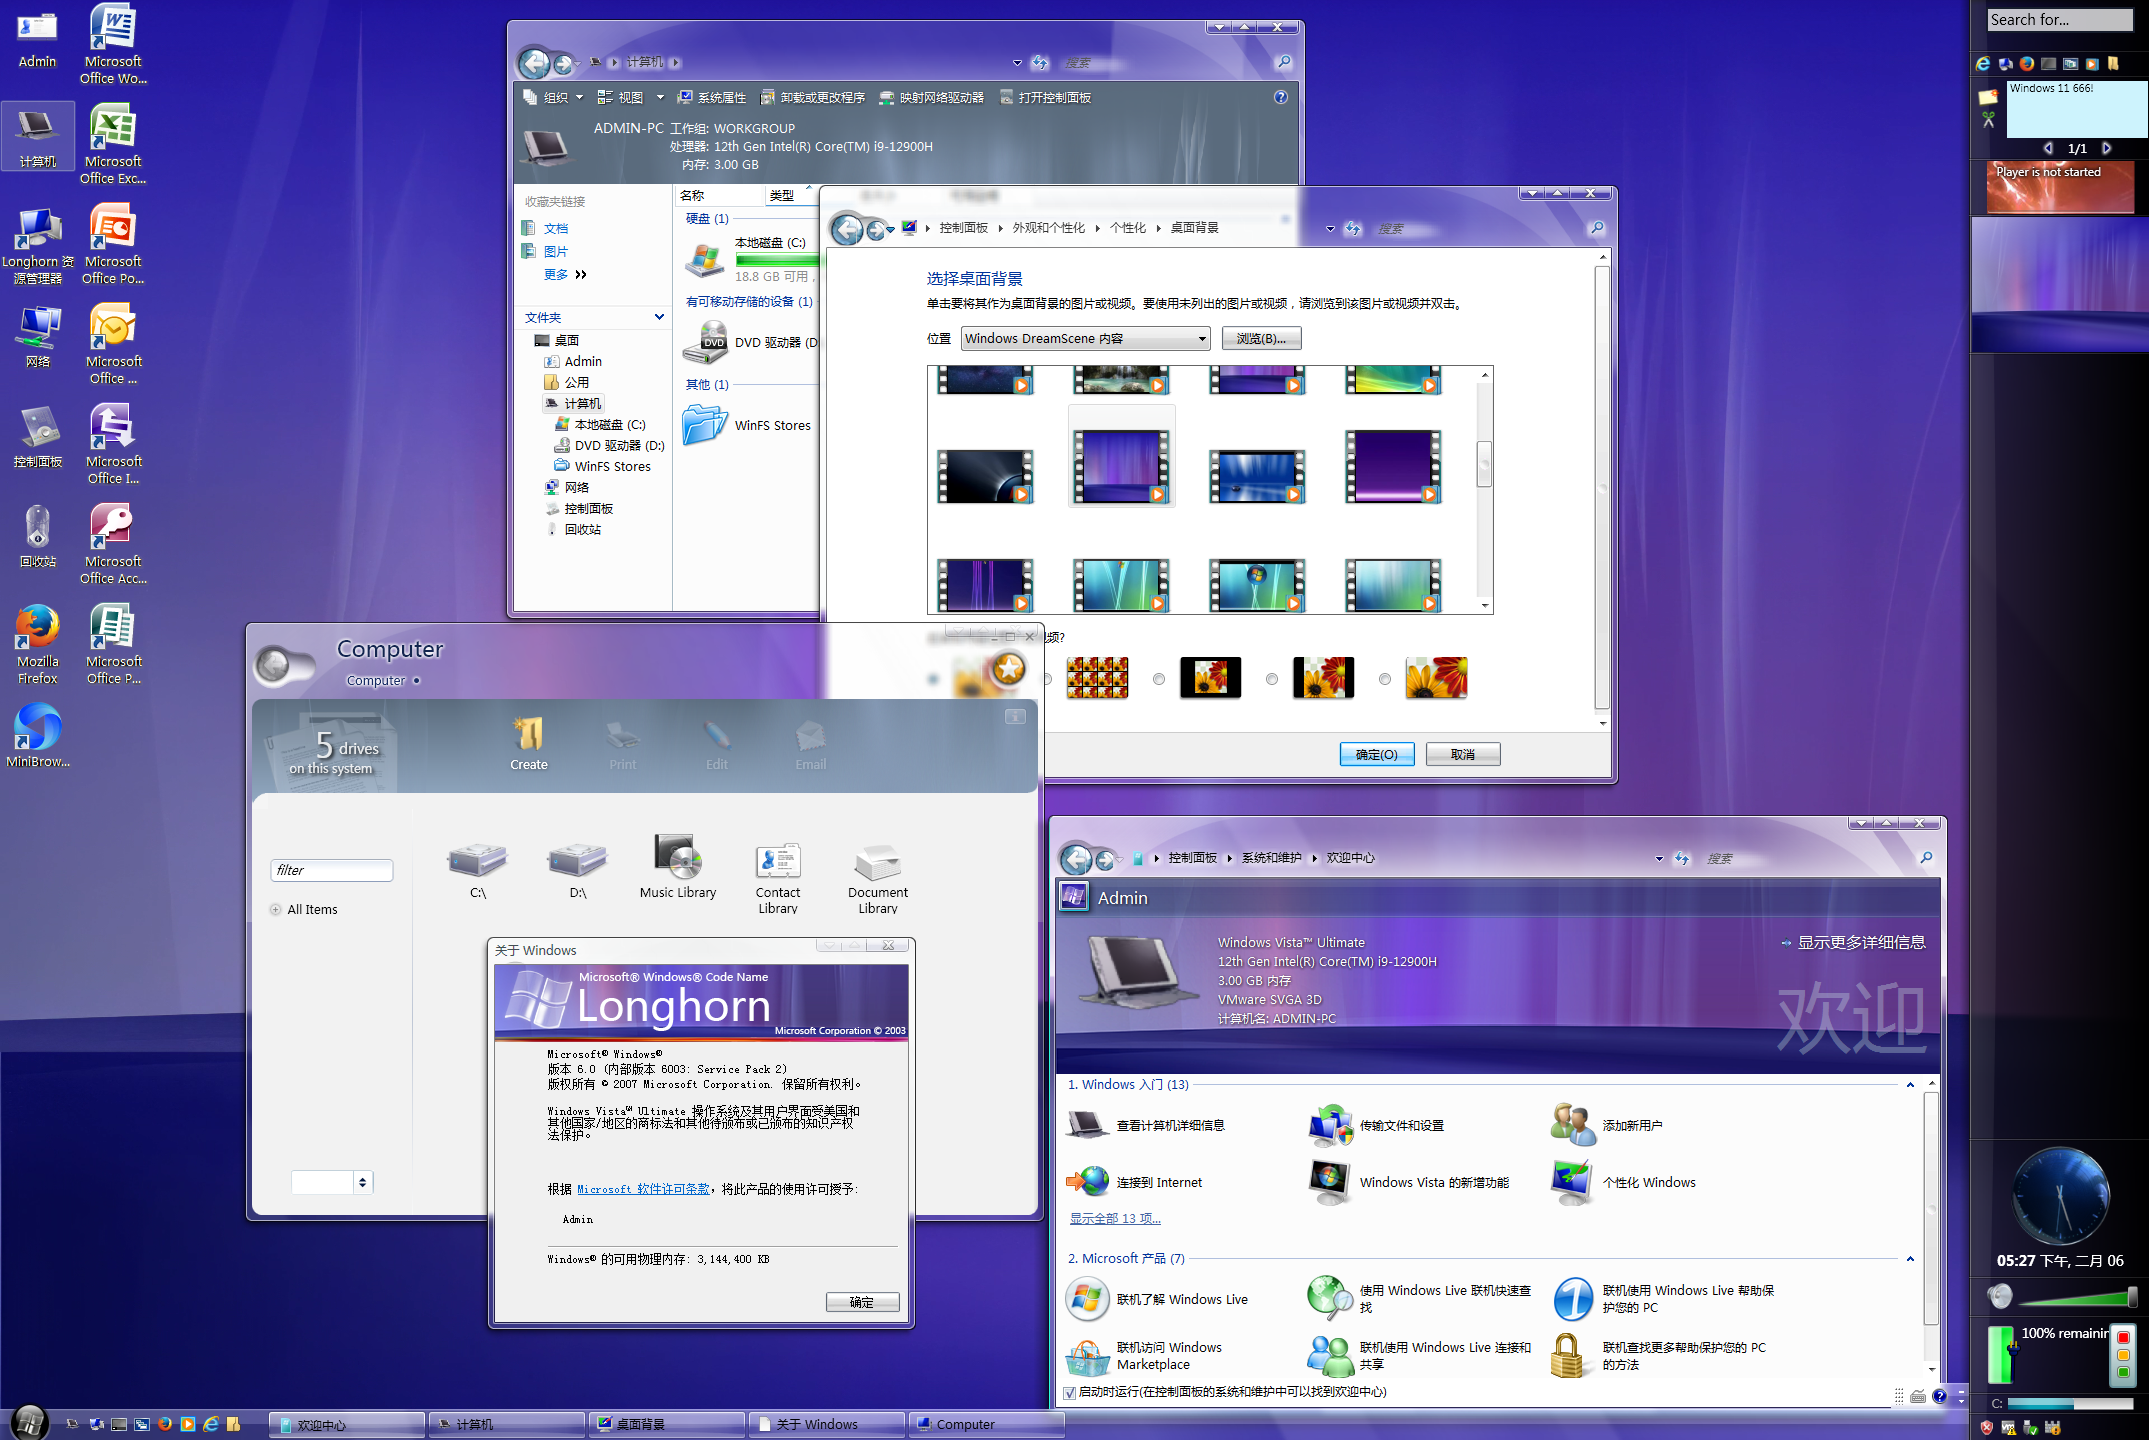 Admin
Microsoft
Office Wo...
计算机
Microsoft
Office Exc...
Longhorn 资
源管理器
Microsoft
Office Po...
网络
Microsoft
Office ...
控制面板
Microsoft
Office I...
回收站
Microsoft
Office Acc...
Mozilla
Firefox
Microsoft
Office P...
MiniBrow...
计算机
搜索
组织
视图
系统属性
卸载或更改程序
映射网络驱动器
打开控制面板
ADMIN-PC 工作组: WORKGROUP
处理器: 12th Gen Intel(R) Core(TM) i9-12900H
内存: 3.00 GB
收藏夹链接
文档
图片
更多 »
文件夹
桌面
Admin
公用
计算机
本地磁盘 (C:)
DVD 驱动器 (D:)
WinFS Stores
网络
控制面板
回收站
名称
类型
硬盘 (1)
本地磁盘 (C:)
18.8 GB 可用，
有可移动存储的设备 (1)
DVD
DVD 驱动器 (D
其他 (1)
WinFS Stores
控制面板
外观和个性化
个性化
桌面背景
搜索
选择桌面背景
单击要将其作为桌面背景的图片或视频。要使用未列出的图片或视频，请浏览到该图片或视频并双击。
位置
Windows DreamScene 内容
浏览(B)...
频?
确定(O)
取消
Computer
Computer
5 drives
on this system
Create
Print
Edit
Email
filter
All Items
C:\
D:\
Music Library
Contact
Library
Document
Library
关于 Windows
Microsoft® Windows® Code Name
Longhorn
Microsoft Corporation © 2003
Microsoft® Windows®
版本 6.0 (内部版本 6003: Service Pack 2)
版权所有 © 2007 Microsoft Corporation. 保留所有权利。
Windows Vista™ Ultimate 操作系统及其用户界面受美国和
其他国家/地区的商标法和其他待颁布或已颁布的知识产权
法保护。
根据 Microsoft 软件许可条款，将此产品的使用许可授予:
Admin
Windows® 的可用物理内存: 3,144,400 KB
确定
控制面板
系统和维护
欢迎中心
搜索
Admin
Windows Vista™ Ultimate
12th Gen Intel(R) Core(TM) i9-12900H
3.00 GB 内存
VMware SVGA 3D
计算机名: ADMIN-PC
显示更多详细信息
欢迎
1. Windows 入门 (13)
查看计算机详细信息
传输文件和设置
添加新用户
连接到 Internet
Windows Vista 的新增功能
个性化 Windows
显示全部 13 项...
2. Microsoft 产品 (7)
联机了解 Windows Live
使用 Windows Live 联机快速查
找
联机使用 Windows Live 帮助保
护您的 PC
联机访问 Windows
Marketplace
联机使用 Windows Live 连接和
共享
联机查找更多帮助保护您的 PC
的方法
启动时运行(在控制面板的系统和维护中可以找到欢迎中心)
Search for...
Windows 11 666!
1/1
Player is not started
05:27 下午, 二月 06
100% remainin
C:
欢迎中心
计算机
桌面背景
关于 Windows
Computer